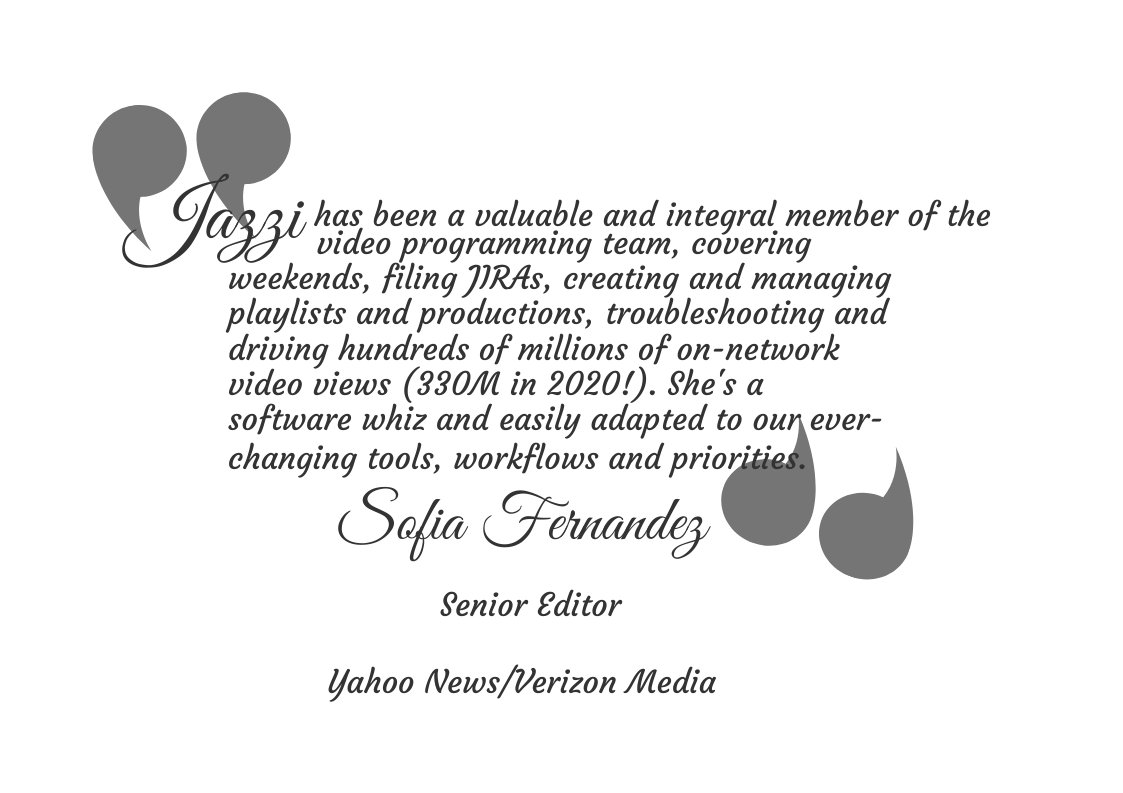 Jazzi has been a valuable and integral member of the
video programming team, covering
weekends, filing JIRAs, creating and managing
playlists and productions, troubleshooting and
driving hundreds of millions of on-network
video views (330M in 2020!). She's a
software whiz and easily adapted to our ever-
changing tools, workflows and priorities.
Sofia Fernandez
Senior Editor
Yahoo News/Verizon Media